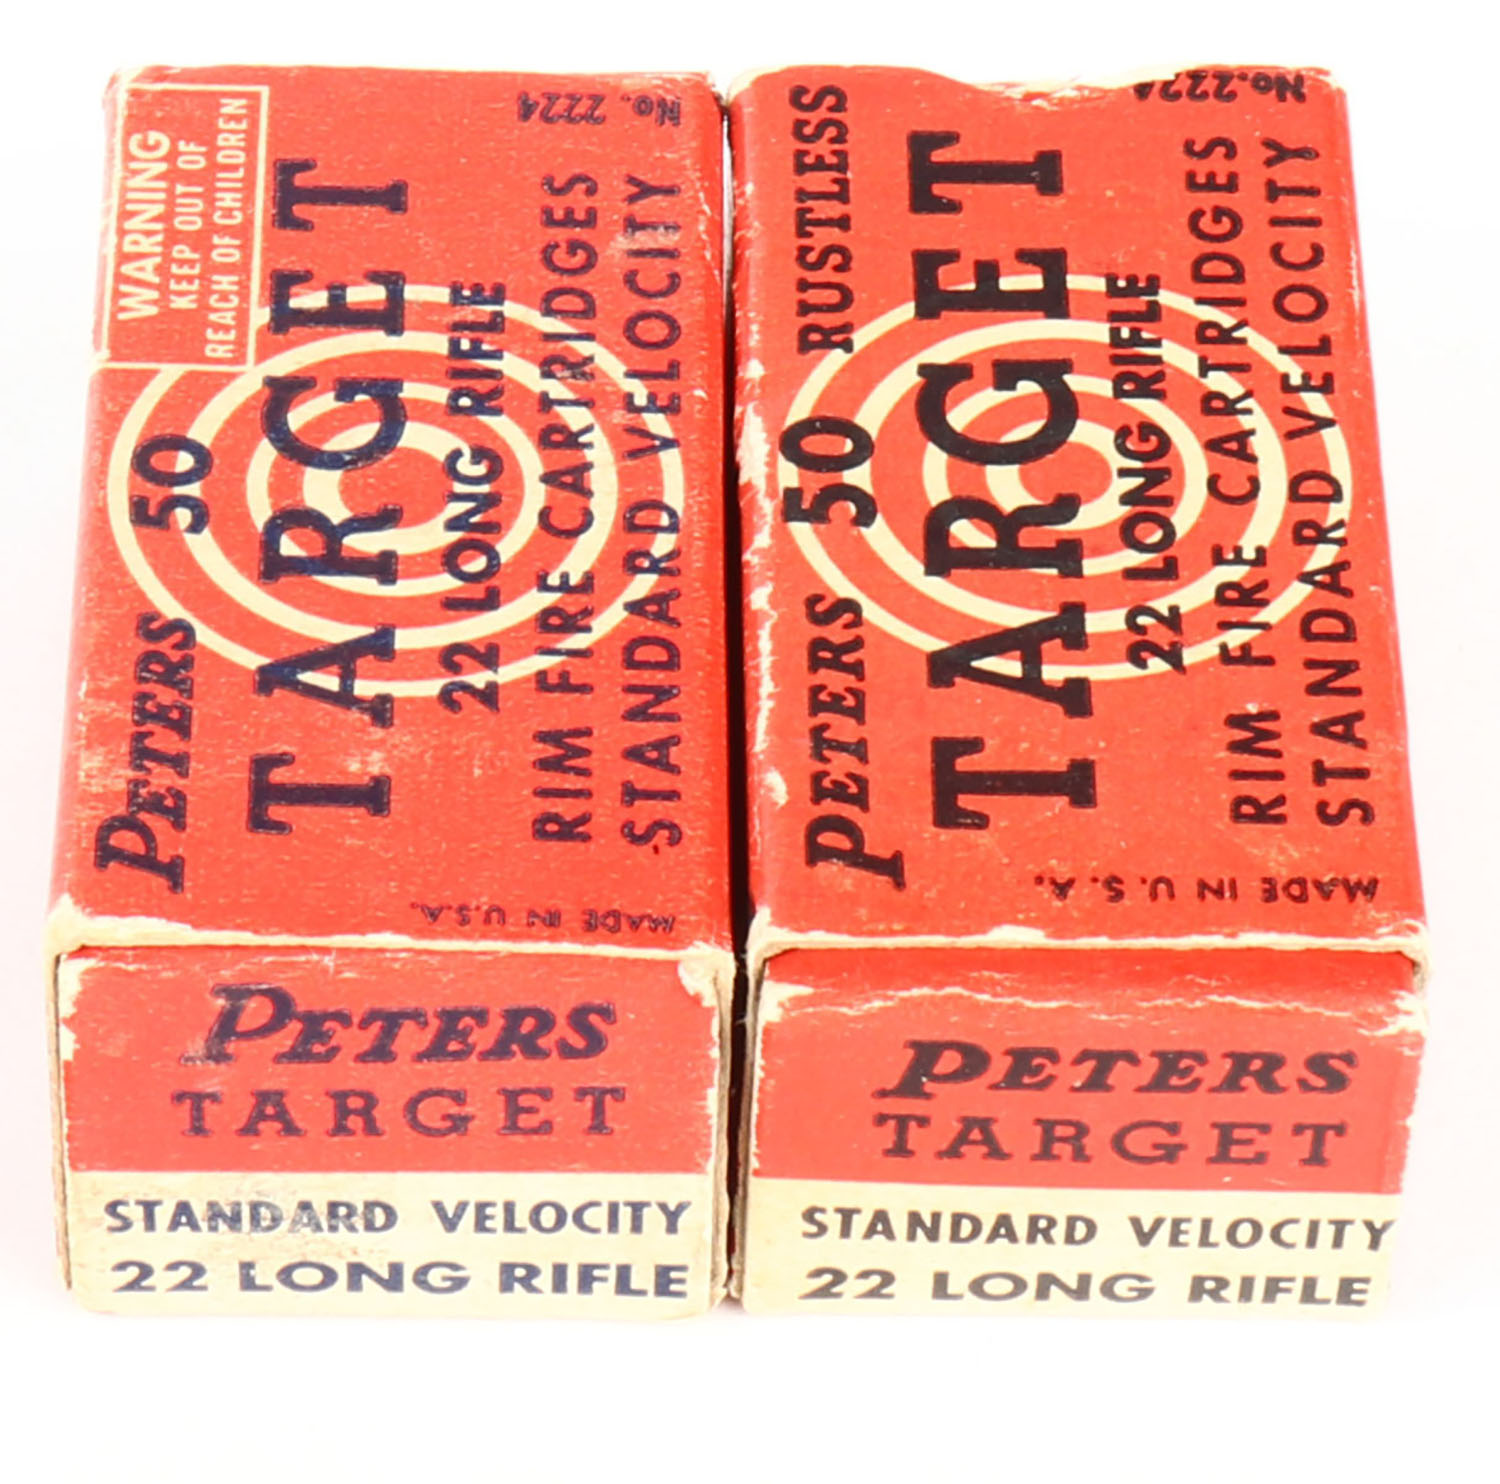 WARNING
KEEP OUT OF
REACH OF CHILDREN
PETERS 50
TARGET
22 LONG RIFLE
RIM FIRE CARTRIDGES
STANDARD VELOCITY
No. 2224
MADE IN U.S.A.
PETERS
TARGET
STANDARD VELOCITY
22 LONG RIFLE
PETERS 50 RUSTLESS
TARGET
22 LONG RIFLE
RIM FIRE CARTRIDGES
STANDARD VELOCITY
No. 2224
MADE IN U.S.A.
PETERS
TARGET
STANDARD VELOCITY
22 LONG RIFLE